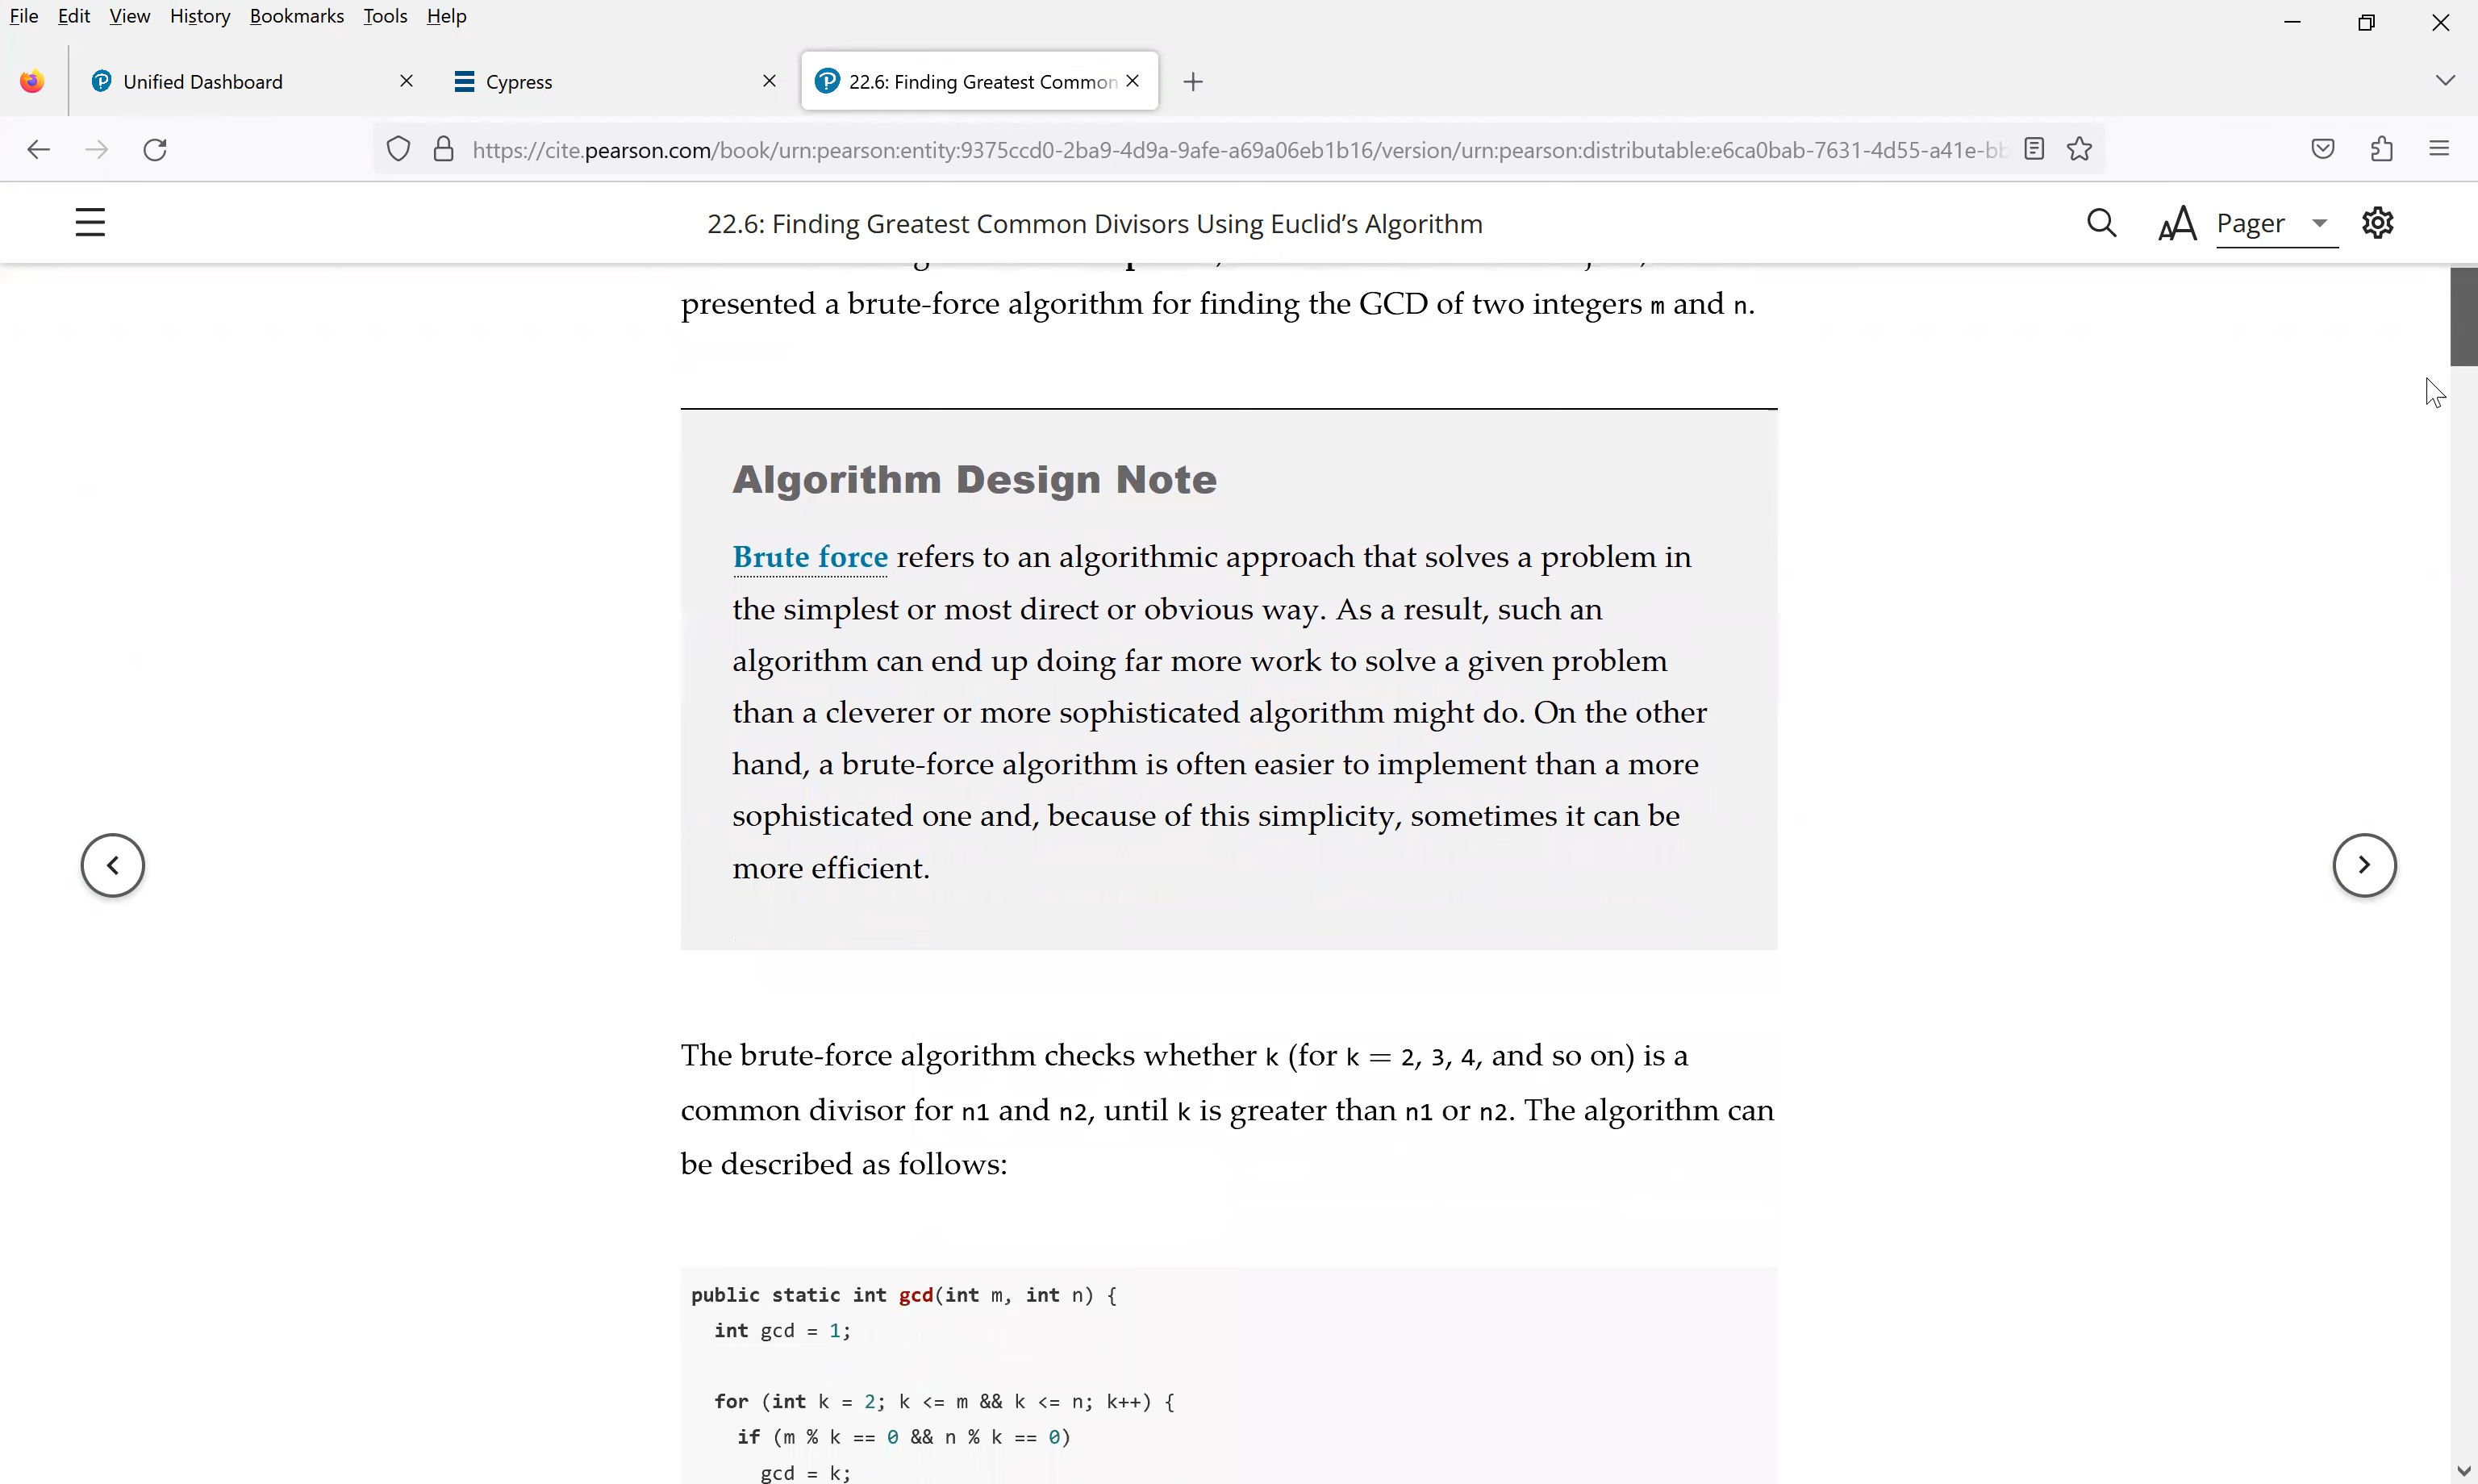 File Edit View History Bookmarks Tools Help
Unified Dashboard
Cypress
22.6: Finding Greatest Common
https://cite.pearson.com/book/urn:pearson:entity:9375ccd0-2ba9-4d9a-9afe-a69a06eb1b16/version/urn:pearson:distributable:e6ca0bab-7631-4d55-a41e-bb
22.6: Finding Greatest Common Divisors Using Euclid's Algorithm
AA Pager
presented a brute-force algorithm for finding the GCD of two integers m and n.
Algorithm Design Note
Brute force refers to an algorithmic approach that solves a problem in
the simplest or most direct or obvious way. As a result, such an
algorithm can end up doing far more work to solve a given problem
than a cleverer or more sophisticated algorithm might do. On the other
hand, a brute-force algorithm is often easier to implement than a more
sophisticated one and, because of this simplicity, sometimes it can be
more efficient.
The brute-force algorithm checks whether k (for k = 2, 3, 4, and so on) is a
common divisor for n1 and n2, until k is greater than n1 or n2. The algorithm can
be described as follows:
public static int gcd(int m, int n) {
int gcd = 1;
for (int k = 2; k <= m && k <= n; k++) {
if (m % k == 0 && n % k == 0)
gcd = k;